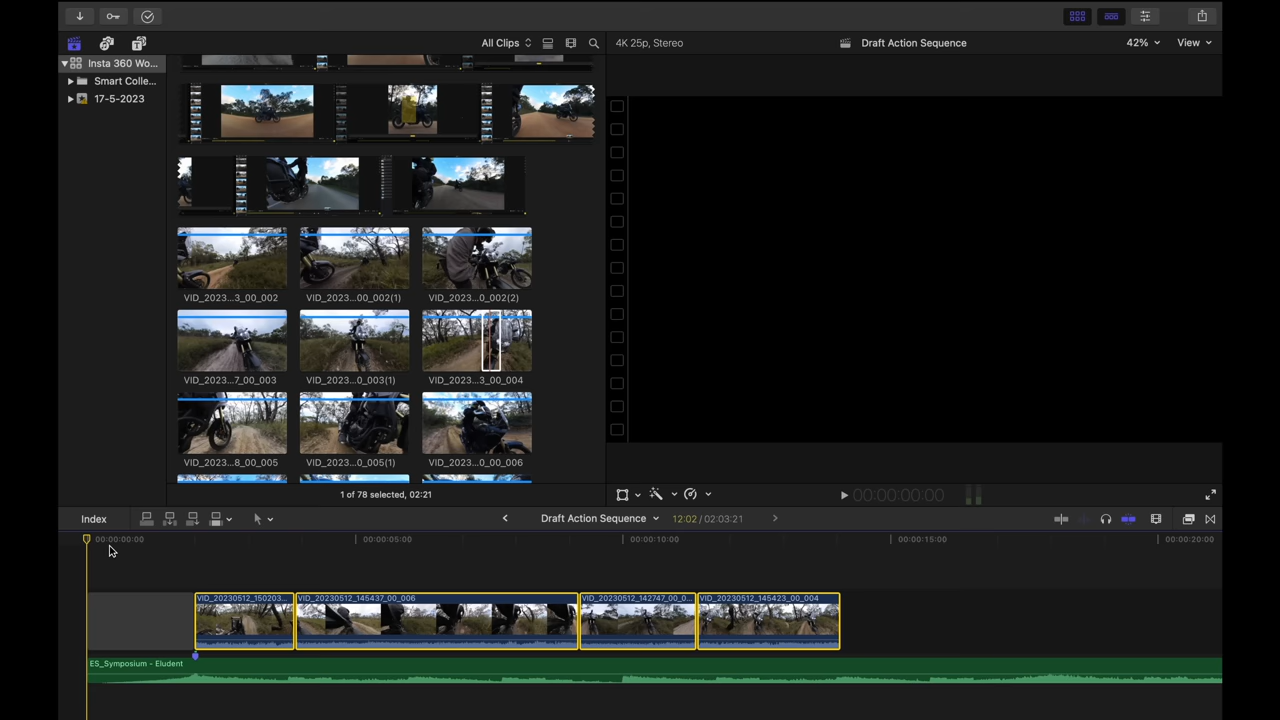 All Clips
4K 25p, Stereo
Draft Action Sequence
42%
View
Insta 360 Wo...
Smart Colle...
17-5-2023
VID_2023...3_00_002
VID_2023...00_002(1)
VID_2023...0_002(2)
VID_2023...7_00_003
VID_2023...0_003(1)
VID_2023...3_00_004
VID_2023...8_00_005
VID_2023...0_005(1)
VID_2023...0_00_006
1 of 78 selected, 02:21
00:00:00:00
Index
Draft Action Sequence
12:02 / 02:03:21
00:00:00:00
00:00:05:00
00:00:10:00
00:00:15:00
00:00:20:00
VID_20230512_150203...
VID_20230512_145437_00_006
VID_20230512_142747_00_0...
VID_20230512_145423_00_004
ES_Symposium - Eludent